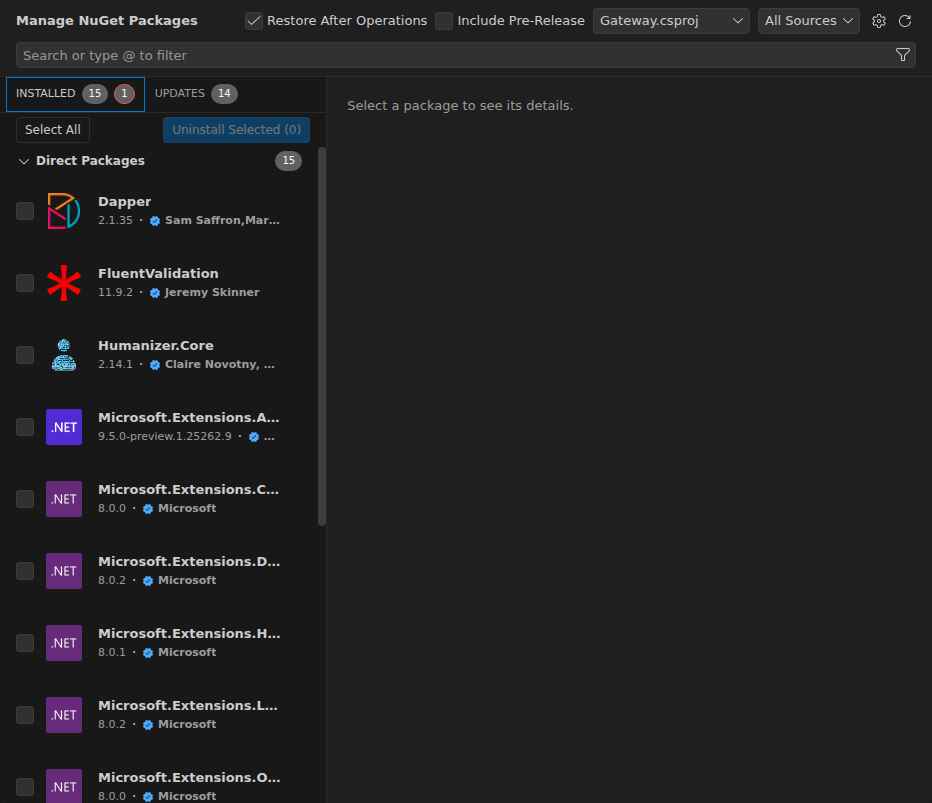 Manage NuGet Packages
Restore After Operations
Include Pre-Release
Gateway.csproj
All Sources
Search or type @ to filter
INSTALLED 15 1
UPDATES 14
Select a package to see its details.
Select All
Uninstall Selected (0)
Direct Packages 15
Dapper
2.1.35 · Sam Saffron,Mar...
FluentValidation
11.9.2 · Jeremy Skinner
Humanizer.Core
2.14.1 · Claire Novotny, ...
.NET
Microsoft.Extensions.A...
9.5.0-preview.1.25262.9 · ...
.NET
Microsoft.Extensions.C...
8.0.0 · Microsoft
.NET
Microsoft.Extensions.D...
8.0.2 · Microsoft
.NET
Microsoft.Extensions.H...
8.0.1 · Microsoft
.NET
Microsoft.Extensions.L...
8.0.2 · Microsoft
.NET
Microsoft.Extensions.O...
8.0.0 · Microsoft